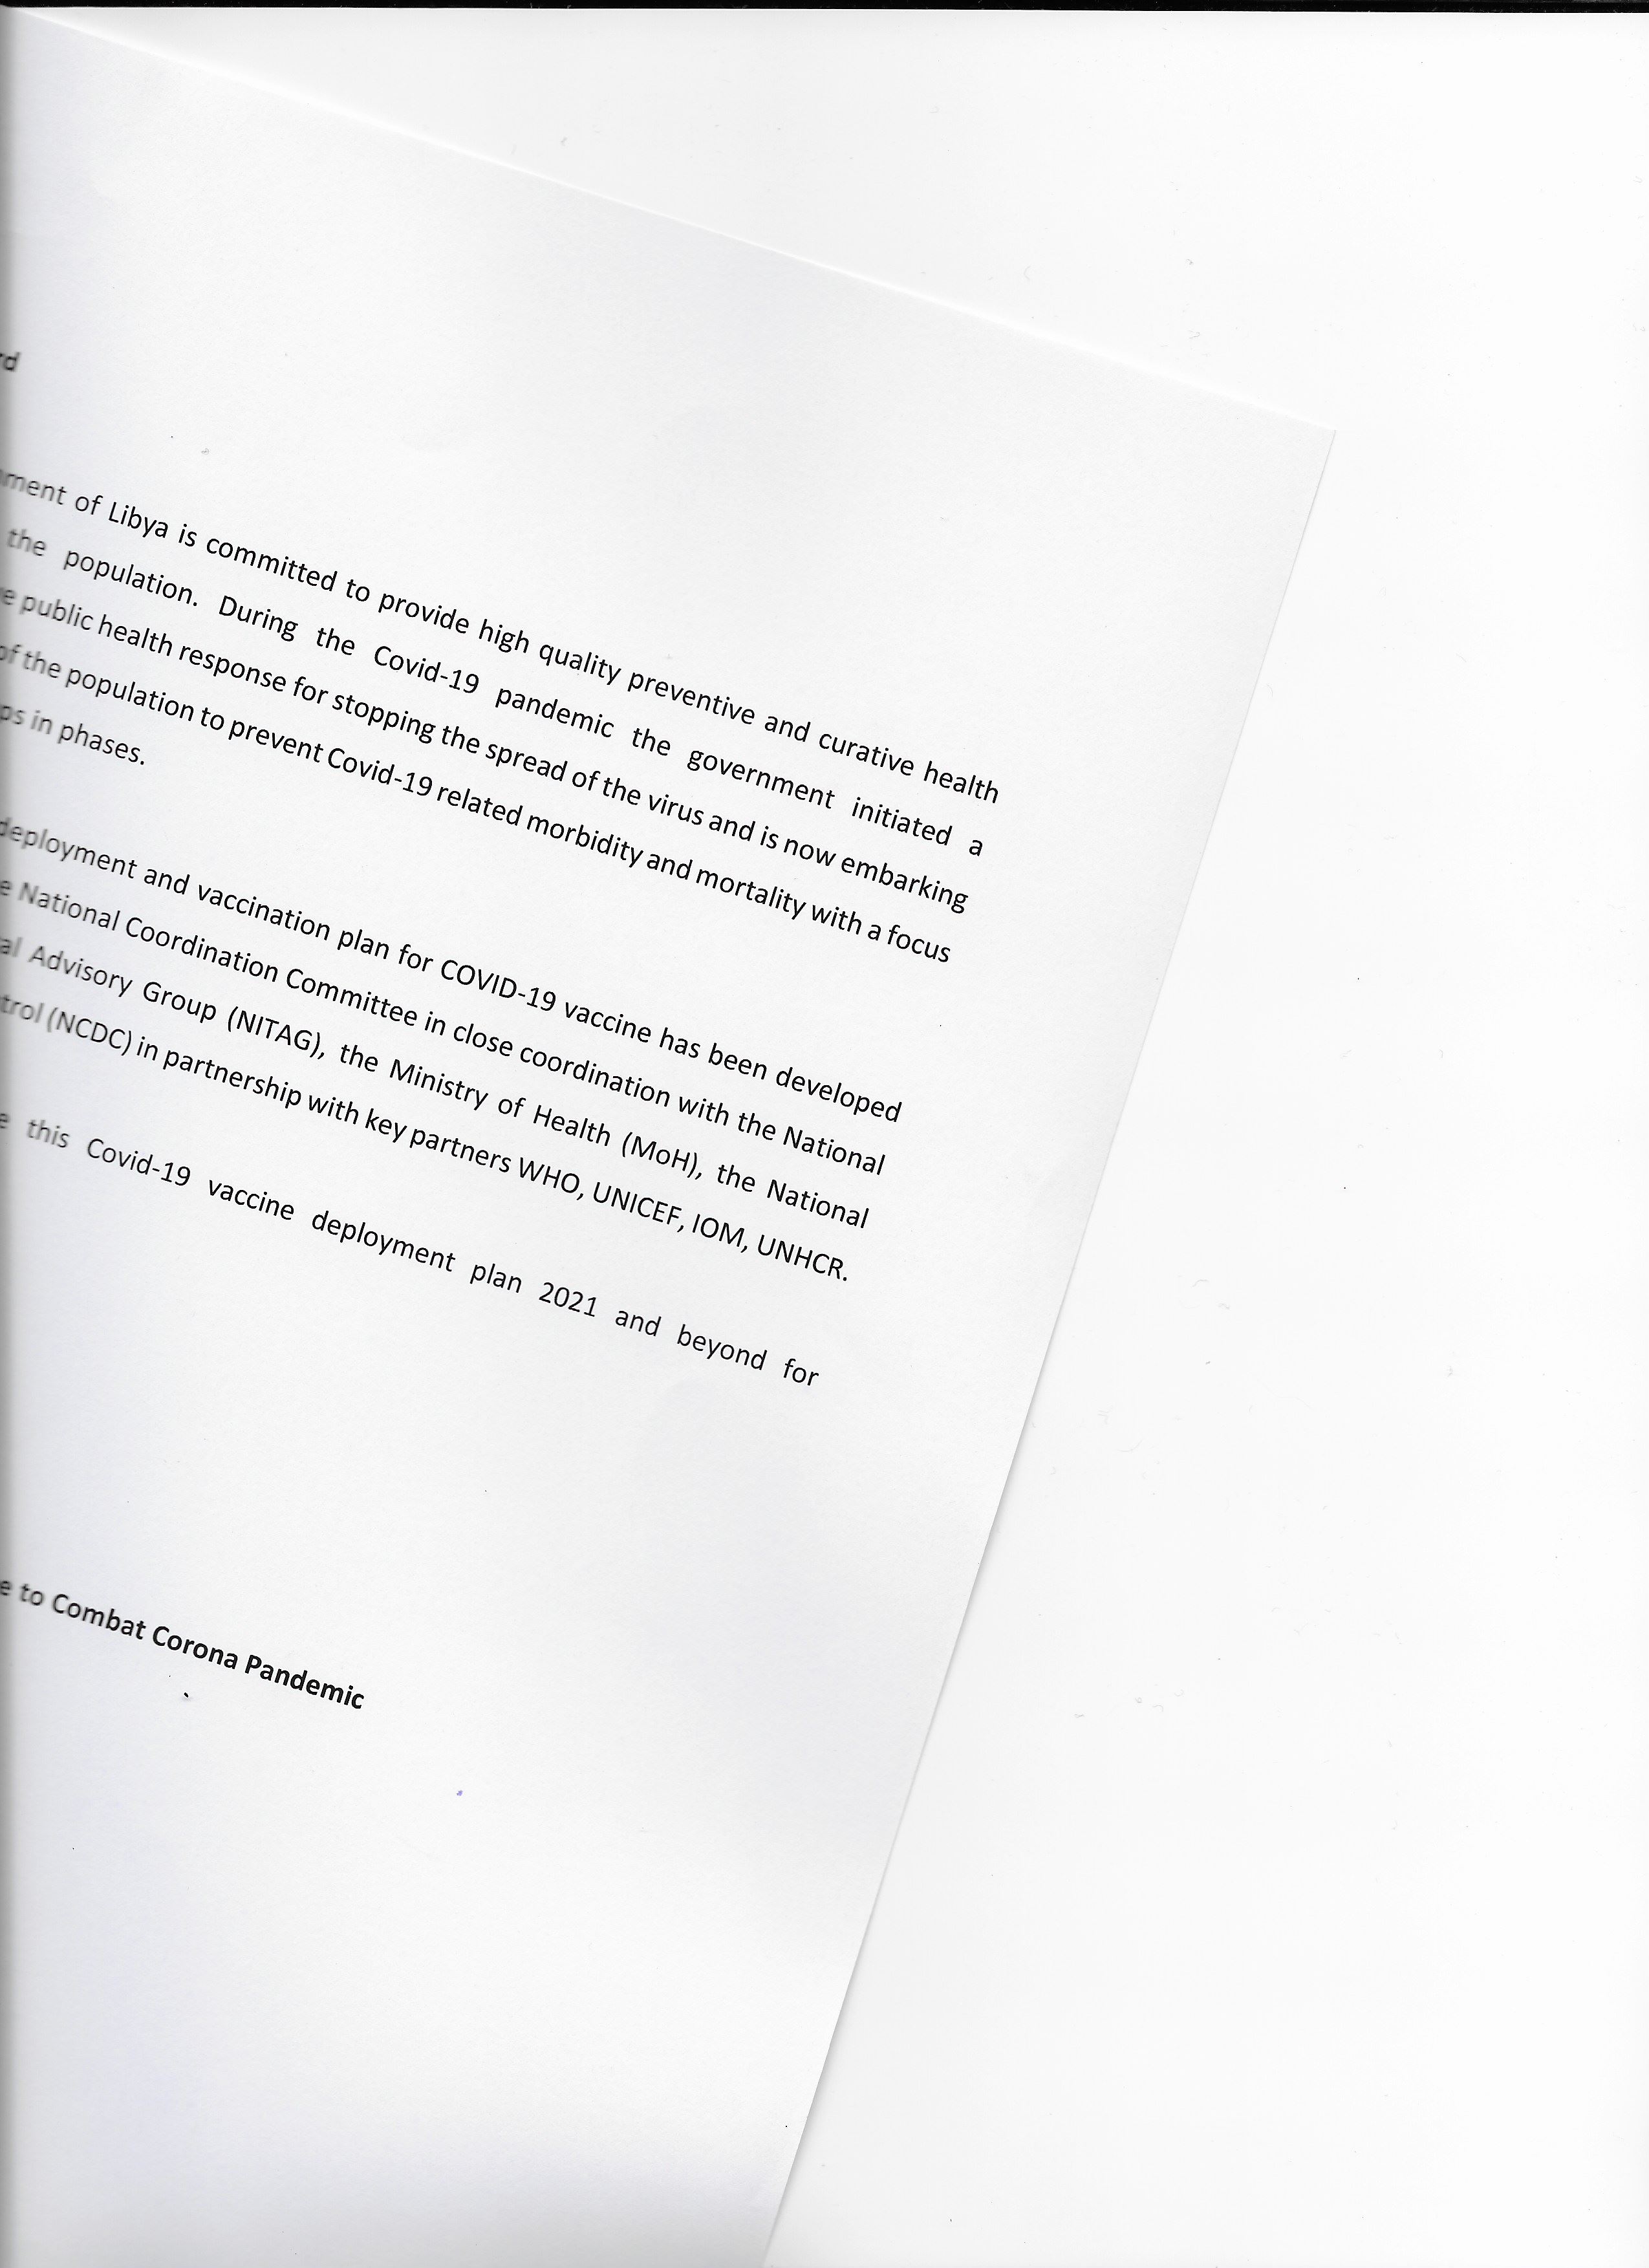 rd
ment of Libya is committed to provide high quality preventive and curative health
the population. During the Covid-19 pandemic the government initiated a
e public health response for stopping the spread of the virus and is now embarking
of the population to prevent Covid-19 related morbidity and mortality with a focus
ps in phases.
deployment and vaccination plan for COVID-19 vaccine has been developed
e National Coordination Committee in close coordination with the National
al Advisory Group (NITAG), the Ministry of Health (MoH), the National
trol (NCDC) in partnership with key partners WHO, UNICEF, IOM, UNHCR.
e this Covid-19 vaccine deployment plan 2021 and beyond for
e to Combat Corona Pandemic